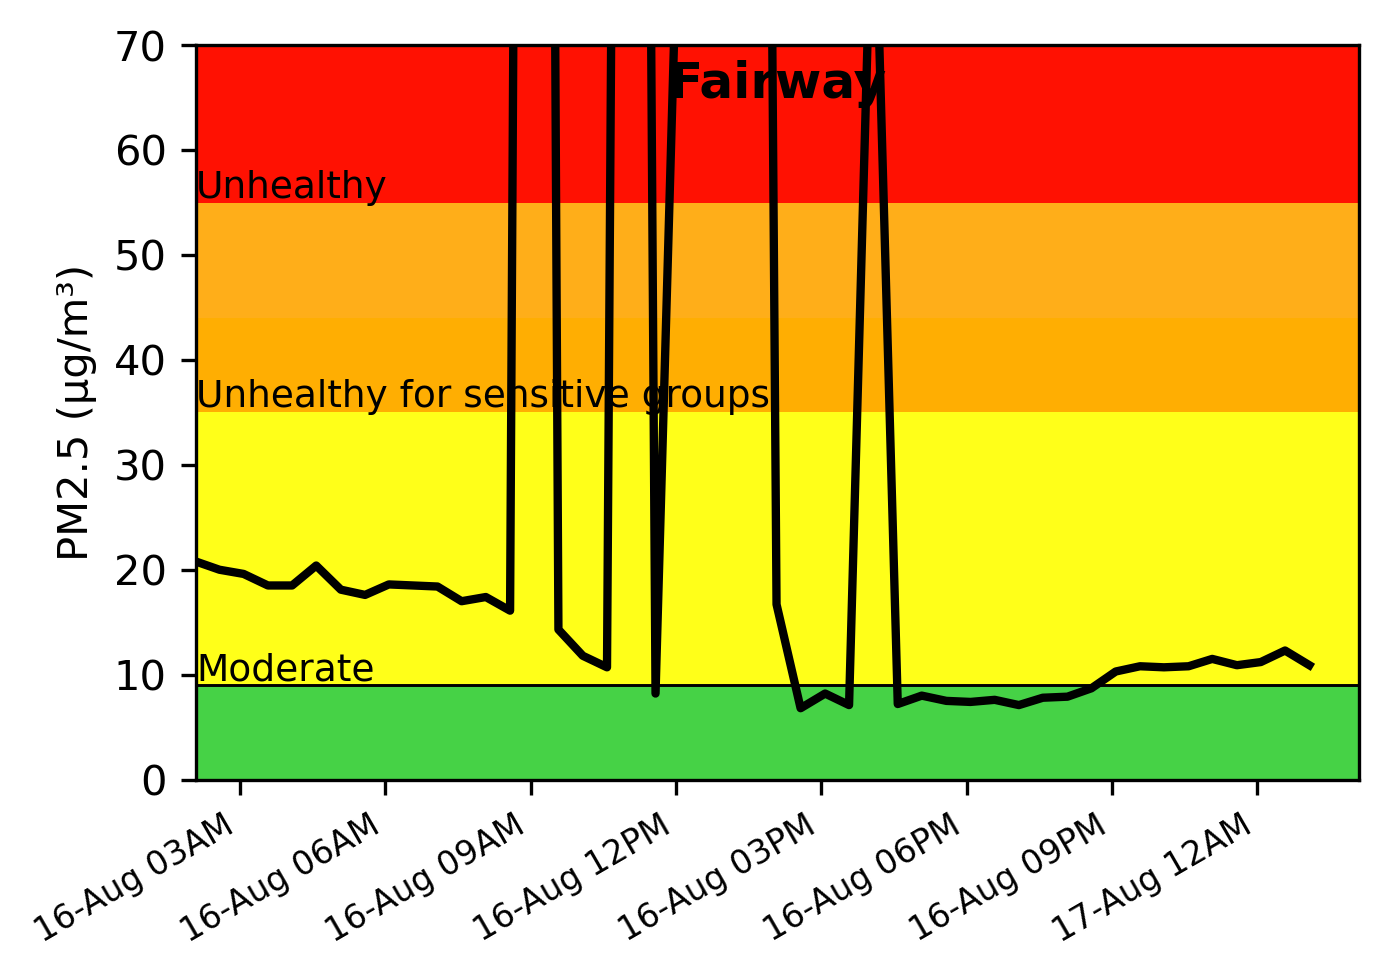 Fairway
70
60
50
40
30
20
10
0
PM2.5 (µg/m³)
Unhealthy
Unhealthy for sensitive groups
Moderate
16-Aug 03AM
16-Aug 06AM
16-Aug 09AM
16-Aug 12PM
16-Aug 03PM
16-Aug 06PM
16-Aug 09PM
17-Aug 12AM